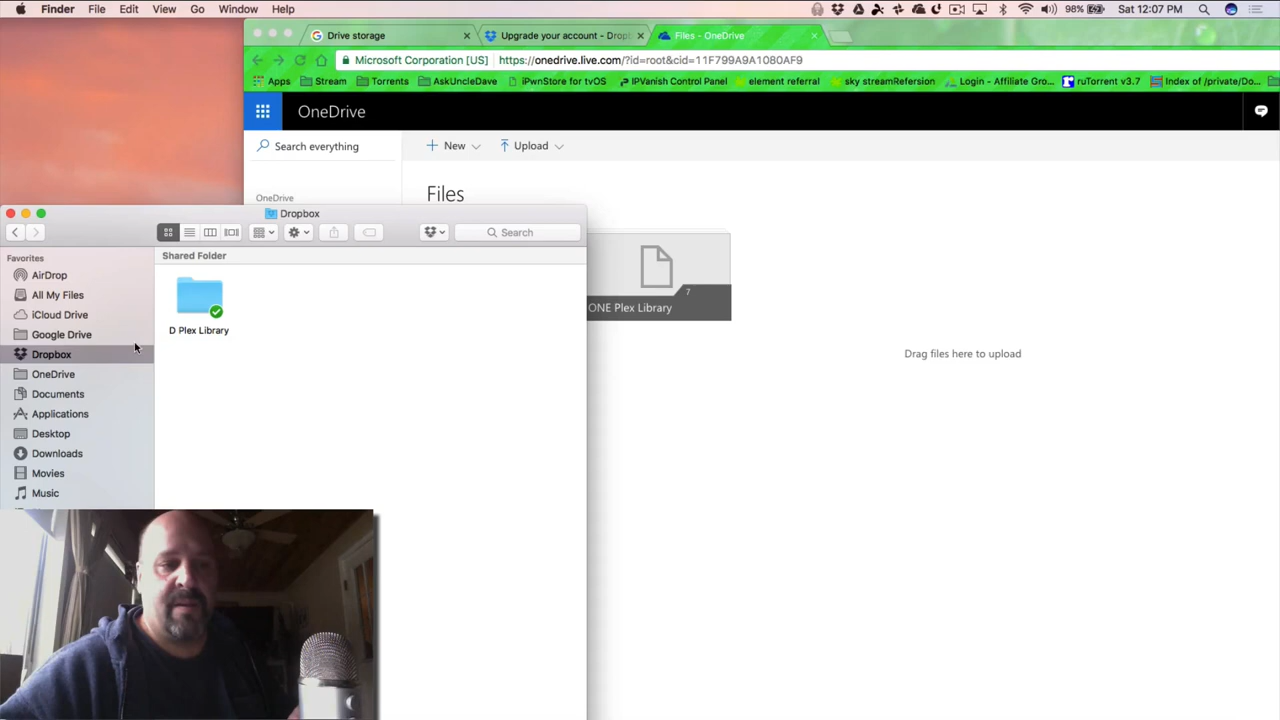 Finder File Edit View Go Window Help 98% Sat 12:07 PM
Drive storage Upgrade your account - Drop Files - OneDrive
Microsoft Corporation [US] https://onedrive.live.com/?id=root&cid=11F799A9A1080AF9
Apps Stream Torrents AskUncleDave iPwnStore for tvOS IPVanish Control Panel element referral sky streamRefersion Login - Affiliate Gro... ruTorrent v3.7 Index of /private/Do...
OneDrive
Search everything New Upload
OneDrive
Files
Dropbox
Search
Favorites
AirDrop
All My Files
iCloud Drive
Google Drive
Dropbox
OneDrive
Documents
Applications
Desktop
Downloads
Movies
Music
Shared Folder
D Plex Library
7
ONE Plex Library
Drag files here to upload